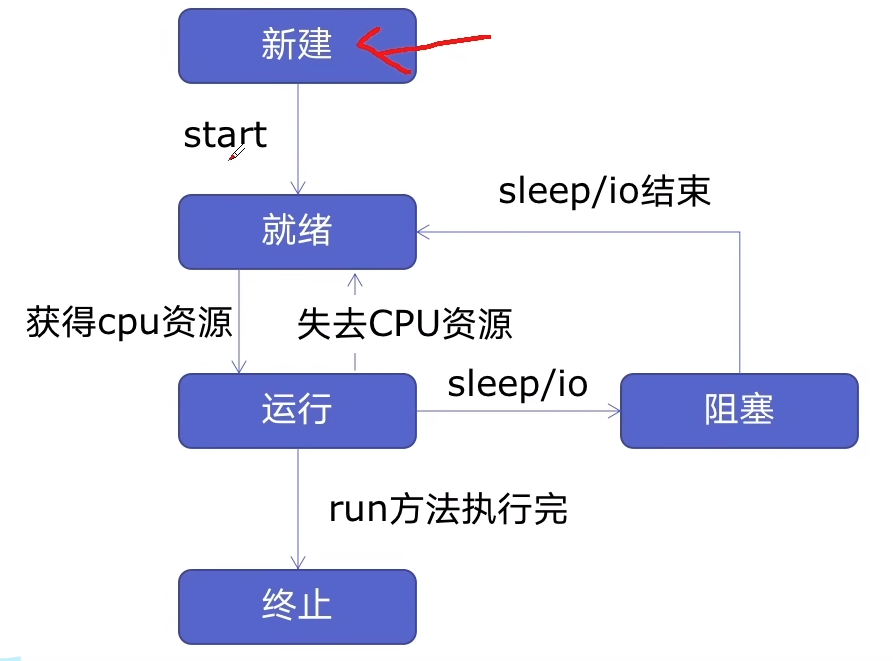 新建
start
sleep/io结束
就绪
获得cpu资源
失去CPU资源
sleep/io
运行
阻塞
run方法执行完
终止